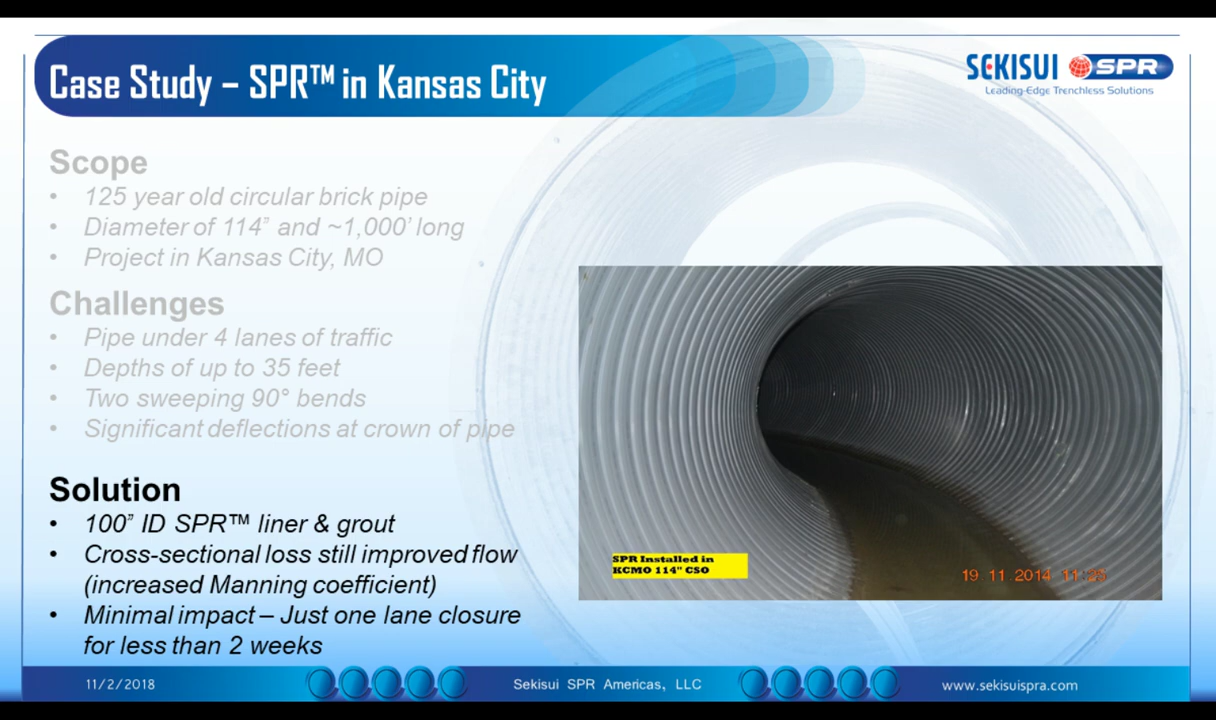 Case Study – SPR™ in Kansas City
SEKISUI SPR
Leading-Edge Trenchless Solutions
Scope
• 125 year old circular brick pipe
• Diameter of 114” and ~1,000’ long
• Project in Kansas City, MO
Challenges
• Pipe under 4 lanes of traffic
• Depths of up to 35 feet
• Two sweeping 90° bends
• Significant deflections at crown of pipe
Solution
• 100” ID SPR™ liner & grout
• Cross-sectional loss still improved flow
(increased Manning coefficient)
• Minimal impact – Just one lane closure
for less than 2 weeks
SPR Installed in
KCMO 114" CSO
19.11.2014 11:25
11/2/2018
Sekisui SPR Americas, LLC
www.sekisuispra.com